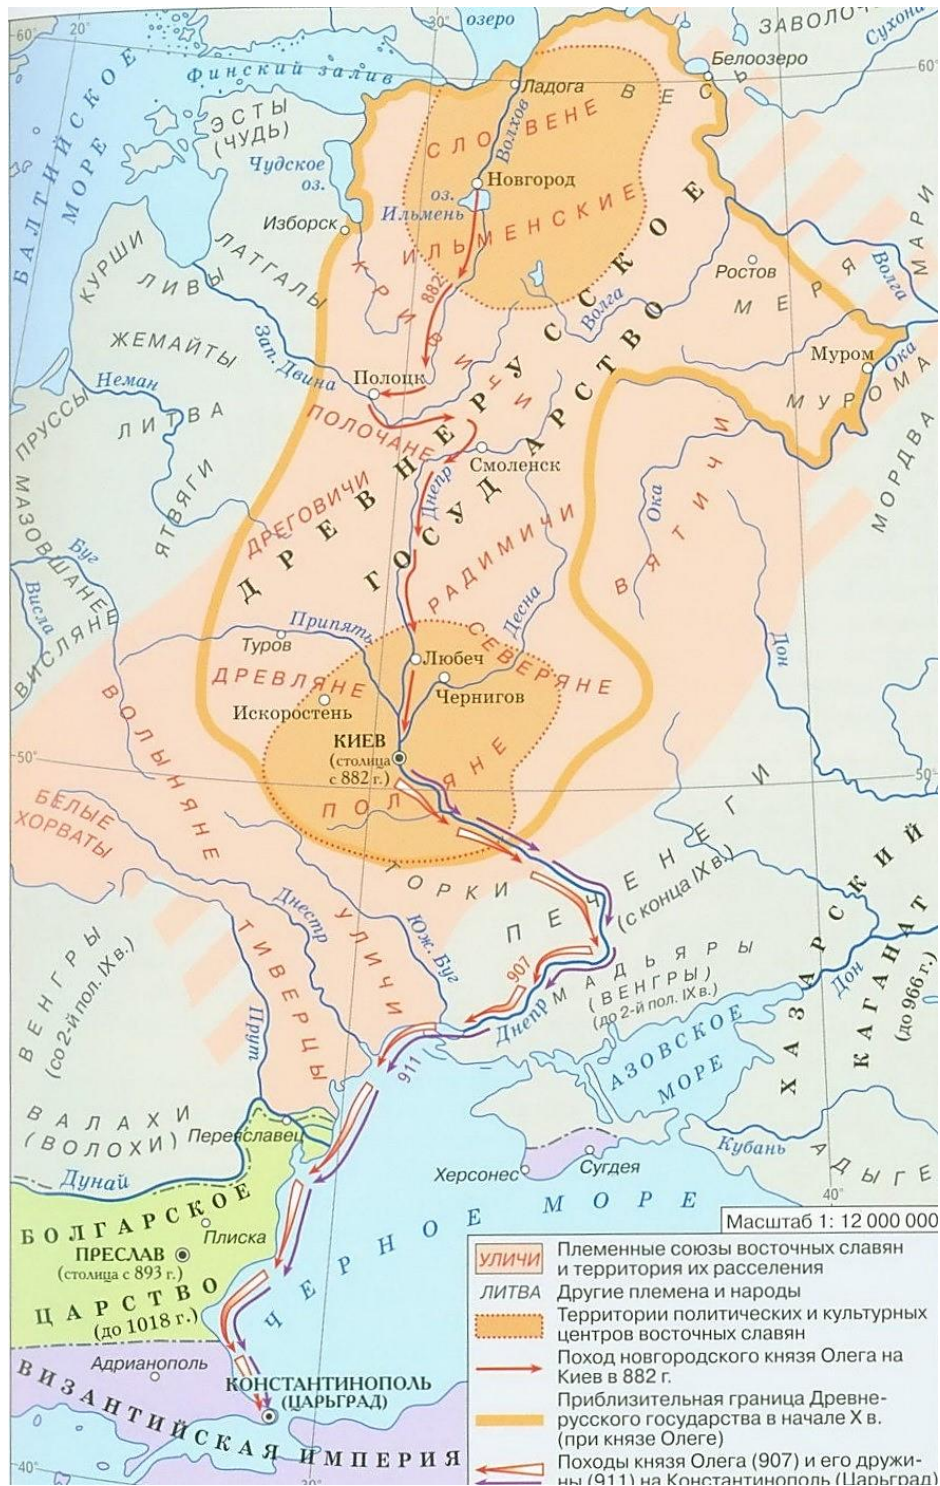 60°
20°
30°
озеро
ЗАВОЛОЧ
Сухона
60°
БАЛТИЙСКОЕ
МОРЕ
Финский залив
Ладога
Белоозеро
ВЕСЬ
ЭСТЫ
(ЧУДЬ)
Чудское
оз.
Волхов
СЛОВЕНЕ
ИЛЬМЕНСКИЕ
Новгород
оз.
Ильмень
Изборск
КРИВИЧИ
882
КУРШИ
ЛИВЫ
ЛАТГАЛЫ
Ростов
МЕРЯ
МАРИ
Волга
Волга
ЖЕМАЙТЫ
Зап. Двина
Неман
ЛИТВА
ПРУССЫ
Полоцк
ПОЛОЧАНЕ
Муром
Ока
МУРОМА
МОРДВА
Смоленск
Днепр
ДРЕВНЕРУССКОЕ
ГОСУДАРСТВО
ДРЕГОВИЧИ
ЯТВЯГИ
МАЗОВШАНЕ
Буг
Висла
ВИСЛЯНЕ
РАДИМИЧИ
Ока
ВЯТИЧИ
Десна
Дон
Припять
Туров
Любеч
СЕВЕРЯНЕ
Чернигов
ДРЕВЛЯНЕ
Искоростень
КИЕВ
(столица
с 882 г.)
ПОЛЯНЕ
50°
50°
ВОЛЫНЯНЕ
БЕЛЫЕ
ХОРВАТЫ
ТОРКИ
ПЕЧЕНЕГИ
(с конца IX в.)
Днестр
УЛИЧИ
Юж. Буг
ТИВЕРЦЫ
Прут
ВЕНГРЫ
(со 2-й пол. IX в.)
907
Днепр
МАДЬЯРЫ
(ВЕНГРЫ)
(до 2-й пол. IX в.)
911
ХАЗАРСКИЙ
КАГАНАТ
(до 966 г.)
Дон
АЗОВСКОЕ
МОРЕ
ВАЛАХИ
(ВОЛОХИ)
Переяславец
Дунай
Херсонес
Сугдея
Кубань
АДЫГЕ
40°
ЧЕРНОЕ МОРЕ
БОЛГАРСКОЕ
ЦАРСТВО
(до 1018 г.)
Плиска
ПРЕСЛАВ
(столица с 893 г.)
Адрианополь
КОНСТАНТИНОПОЛЬ
(ЦАРЬГРАД)
ВИЗАНТИЙСКАЯ ИМПЕРИЯ
40°
30°
Масштаб 1: 12 000 000
УЛИЧИ
Племенные союзы восточных славян
и территория их расселения
ЛИТВА
Другие племена и народы
Территории политических и культурных
центров восточных славян
Поход новгородского князя Олега на
Киев в 882 г.
Приблизительная граница Древне-
русского государства в начале X в.
(при князе Олеге)
Походы князя Олега (907) и его дружи-
ны (911) на Константинополь (Царьград)